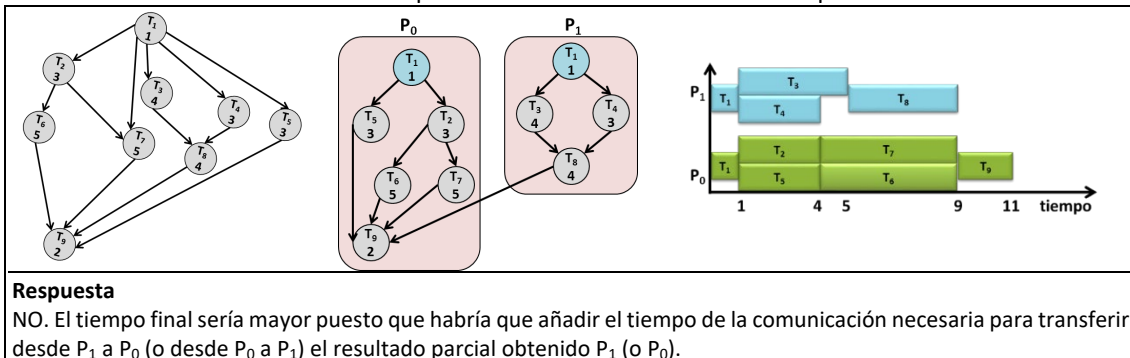 T1
1
T2
3
T3
4
T4
3
T5
3
T6
5
T7
5
T8
4
T9
2
P0
T1
1
T5
3
T2
3
T6
5
T7
5
T9
2
P1
T1
1
T3
4
T4
3
T8
4
P1
T1
T3
T4
T8
P0
T1
T2
T7
T5
T6
T9
1 4 5 9 11 tiempo
Respuesta
NO. El tiempo final sería mayor puesto que habría que añadir el tiempo de la comunicación necesaria para transferir
desde P1 a P0 (o desde P0 a P1) el resultado parcial obtenido P1 (o P0).